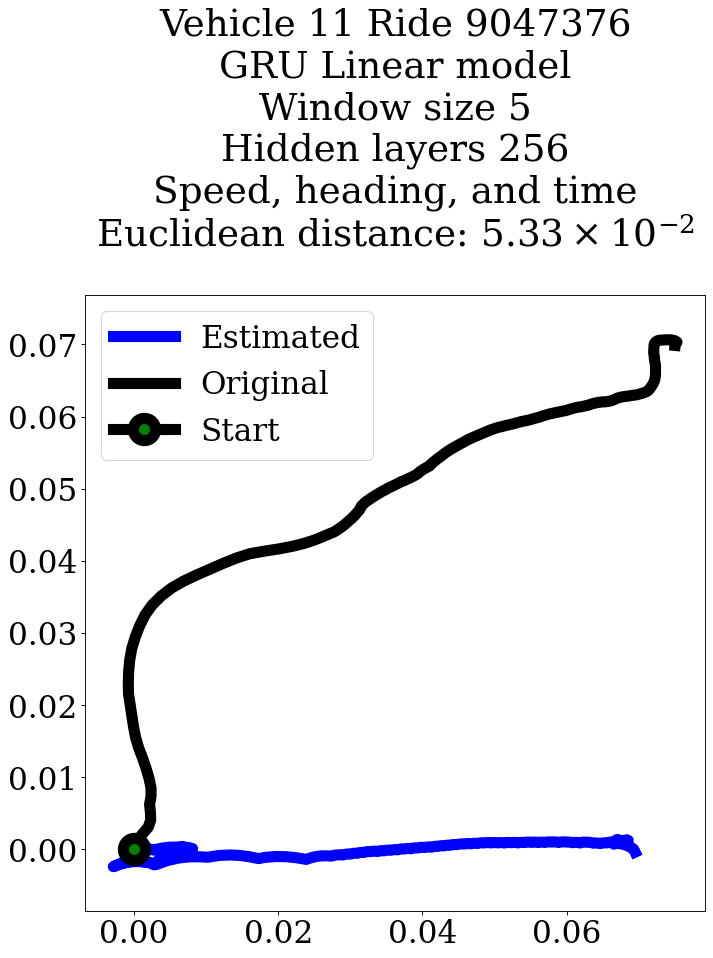 Vehicle 11 Ride 9047376
GRU Linear model
Window size 5
Hidden layers 256
Speed, heading, and time
Euclidean distance: 5.33 × 10⁻²
Estimated
Original
Start
0.07
0.06
0.05
0.04
0.03
0.02
0.01
0.00
0.00 0.02 0.04 0.06